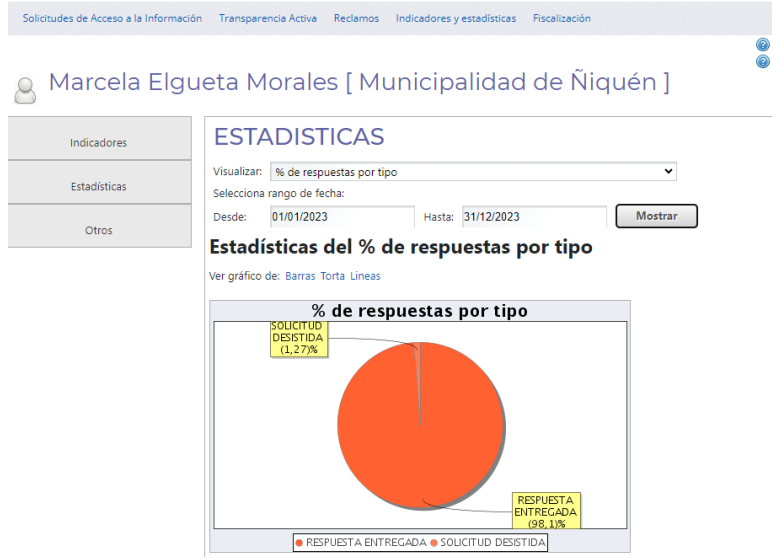 Solicitudes de Acceso a la Información Transparencia Activa Reclamos Indicadores y estadísticas Fiscalización
Marcela Elgueta Morales [ Municipalidad de Ñiquén ]
Indicadores
Estadísticas
Otros
ESTADISTICAS
Visualizar: % de respuestas por tipo
Selecciona rango de fecha:
Desde: 01/01/2023 Hasta: 31/12/2023 Mostrar
Estadísticas del % de respuestas por tipo
Ver gráfico de: Barras Torta Lineas
% de respuestas por tipo
SOLICITUD
DESISTIDA
(1,27)%
RESPUESTA
ENTREGADA
(98,1)%
RESPUESTA ENTREGADA SOLICITUD DESISTIDA